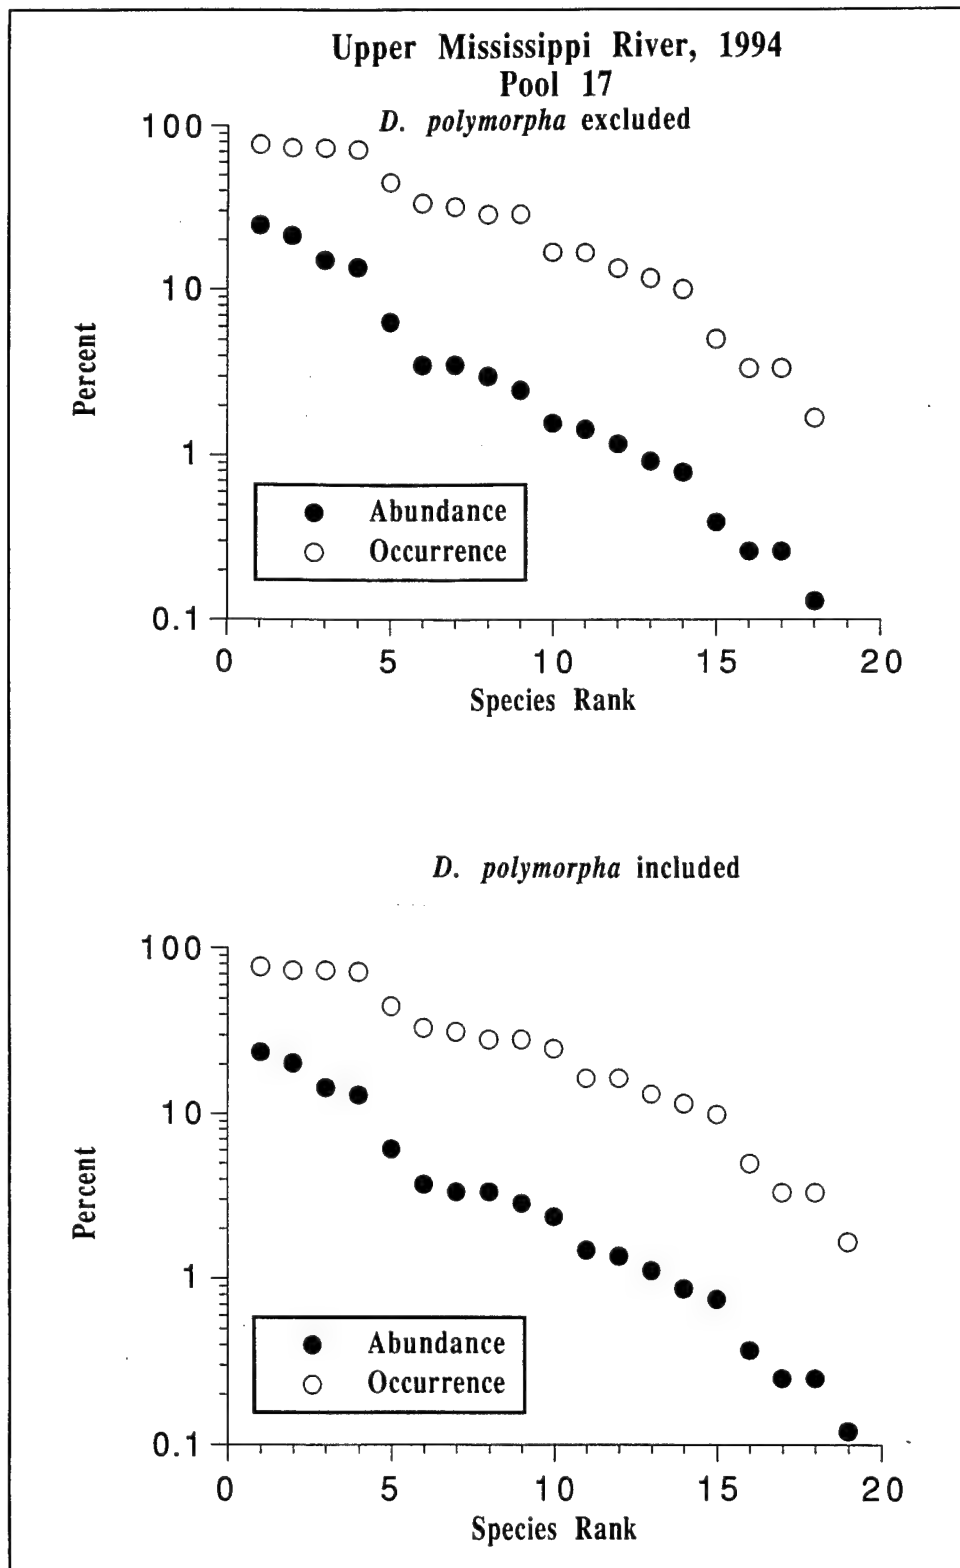 Upper Mississippi River, 1994
Pool 17
D. polymorpha excluded
100
10
1
0.1
Percent
Abundance
Occurrence
0 5 10 15 20
Species Rank
D. polymorpha included
100
10
1
0.1
Percent
Abundance
Occurrence
0 5 10 15 20
Species Rank